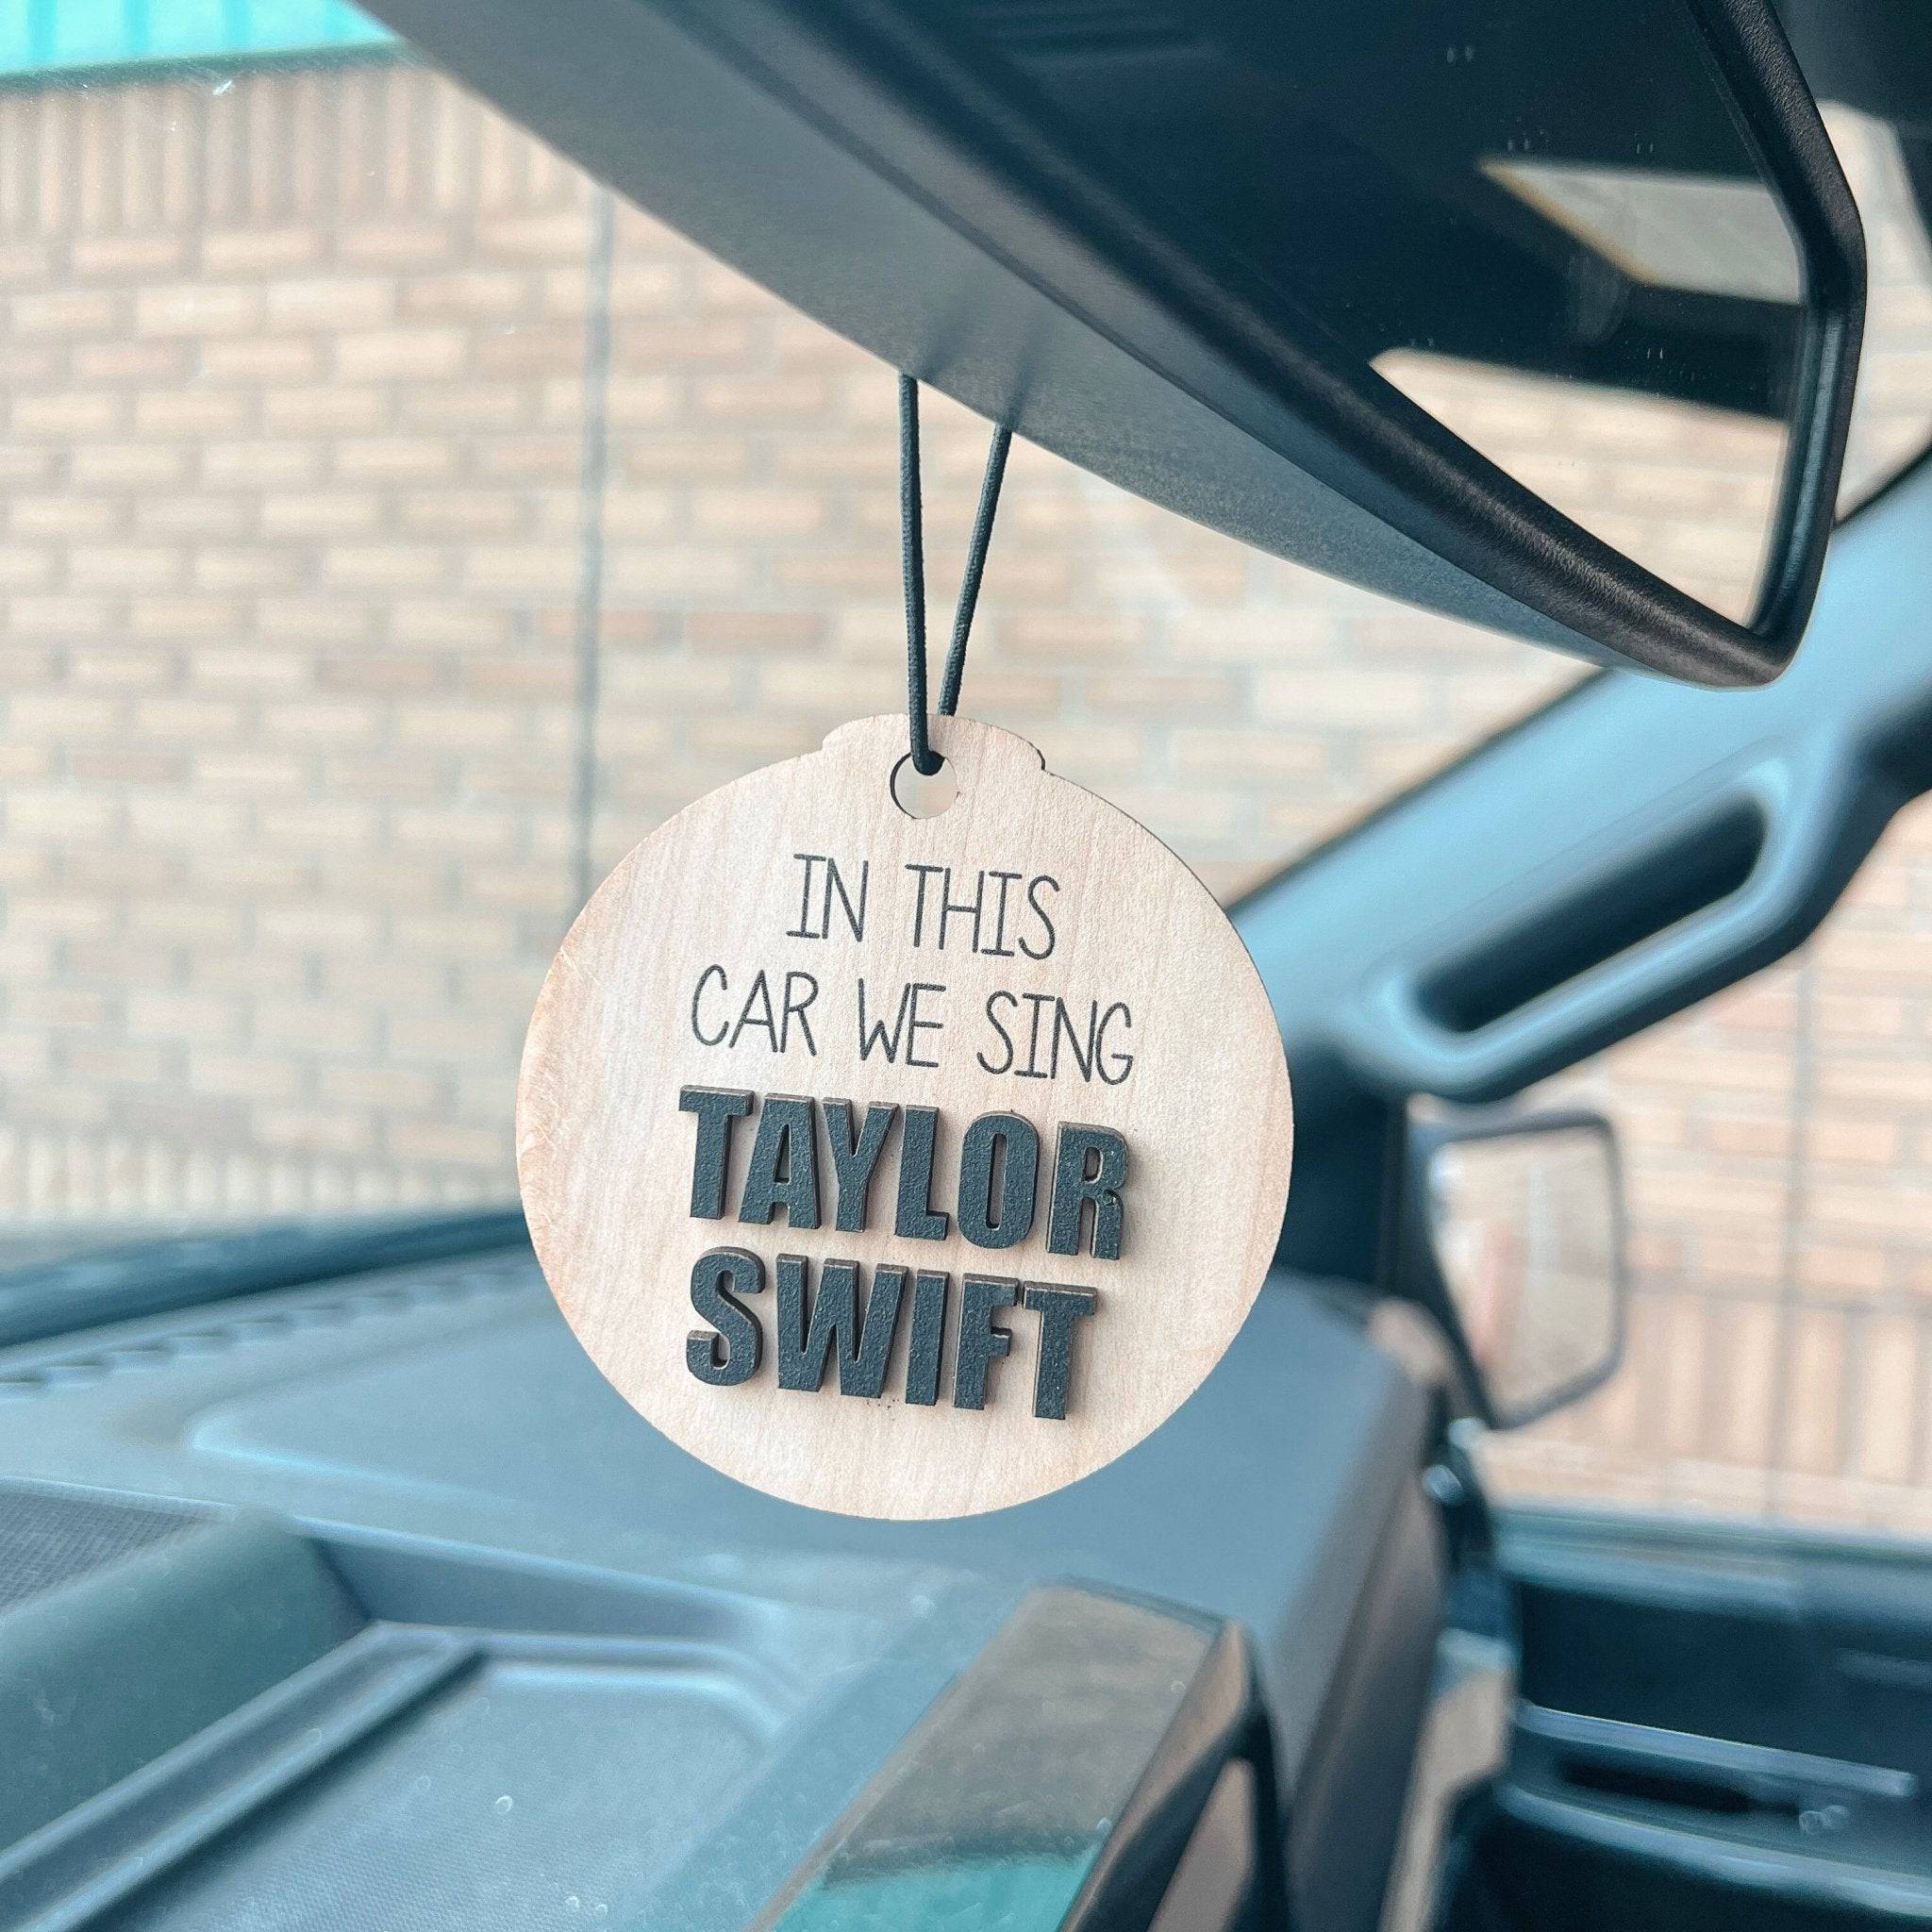 IN THIS
CAR WE SING
TAYLOR
SWIFT